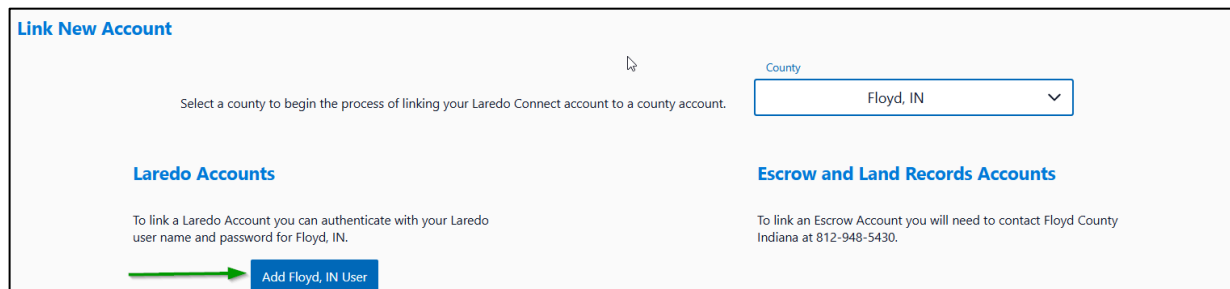 Link New Account
County
Select a county to begin the process of linking your Laredo Connect account to a county account.
Floyd, IN
Laredo Accounts
To link a Laredo Account you can authenticate with your Laredo
user name and password for Floyd, IN.
Add Floyd, IN User
Escrow and Land Records Accounts
To link an Escrow Account you will need to contact Floyd County
Indiana at 812-948-5430.